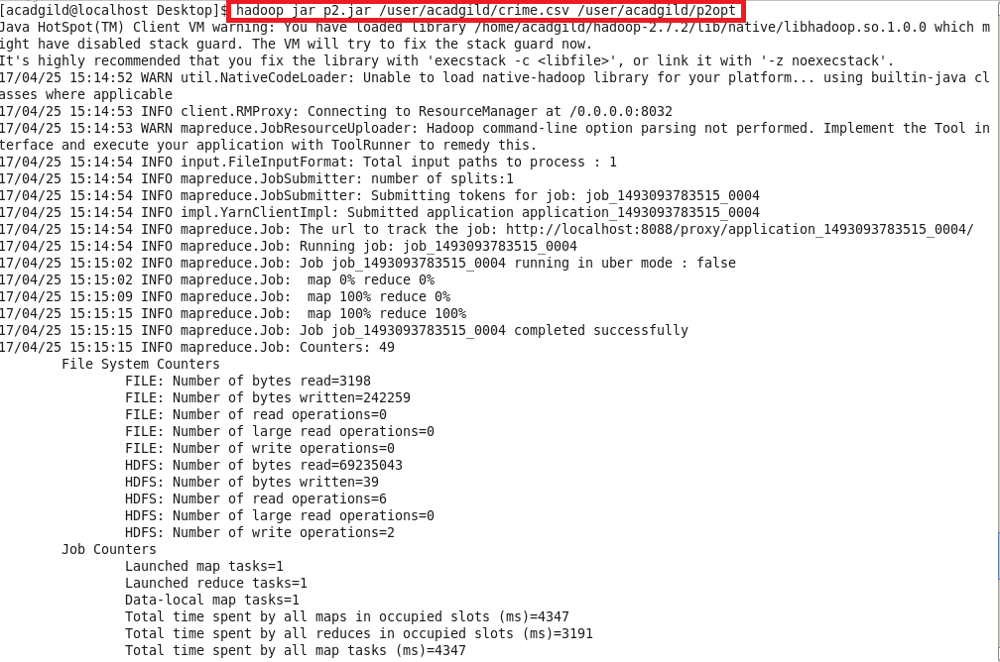 [acadgild@localhost Desktop]$ hadoop jar p2.jar /user/acadgild/crime.csv /user/acadgild/p2opt
Java HotSpot(TM) Client VM warning: You have loaded library /home/acadgild/hadoop-2.7.2/lib/native/libhadoop.so.1.0.0 which m
ight have disabled stack guard. The VM will try to fix the stack guard now.
It's highly recommended that you fix the library with 'execstack -c <libfile>', or link it with '-z noexecstack'.
17/04/25 15:14:52 WARN util.NativeCodeLoader: Unable to load native-hadoop library for your platform... using builtin-java cl
asses where applicable
17/04/25 15:14:53 INFO client.RMProxy: Connecting to ResourceManager at /0.0.0.0:8032
17/04/25 15:14:53 WARN mapreduce.JobResourceUploader: Hadoop command-line option parsing not performed. Implement the Tool in
terface and execute your application with ToolRunner to remedy this.
17/04/25 15:14:54 INFO input.FileInputFormat: Total input paths to process : 1
17/04/25 15:14:54 INFO mapreduce.JobSubmitter: number of splits:1
17/04/25 15:14:54 INFO mapreduce.JobSubmitter: Submitting tokens for job: job_1493093783515_0004
17/04/25 15:14:54 INFO impl.YarnClientImpl: Submitted application application_1493093783515_0004
17/04/25 15:14:54 INFO mapreduce.Job: The url to track the job: http://localhost:8088/proxy/application_1493093783515_0004/
17/04/25 15:14:54 INFO mapreduce.Job: Running job: job_1493093783515_0004
17/04/25 15:15:02 INFO mapreduce.Job: Job job_1493093783515_0004 running in uber mode : false
17/04/25 15:15:02 INFO mapreduce.Job:  map 0% reduce 0%
17/04/25 15:15:09 INFO mapreduce.Job:  map 100% reduce 0%
17/04/25 15:15:15 INFO mapreduce.Job:  map 100% reduce 100%
17/04/25 15:15:15 INFO mapreduce.Job: Job job_1493093783515_0004 completed successfully
17/04/25 15:15:15 INFO mapreduce.Job: Counters: 49
File System Counters
FILE: Number of bytes read=3198
FILE: Number of bytes written=242259
FILE: Number of read operations=0
FILE: Number of large read operations=0
FILE: Number of write operations=0
HDFS: Number of bytes read=69235043
HDFS: Number of bytes written=39
HDFS: Number of read operations=6
HDFS: Number of large read operations=0
HDFS: Number of write operations=2
Job Counters
Launched map tasks=1
Launched reduce tasks=1
Data-local map tasks=1
Total time spent by all maps in occupied slots (ms)=4347
Total time spent by all reduces in occupied slots (ms)=3191
Total time spent by all map tasks (ms)=4347